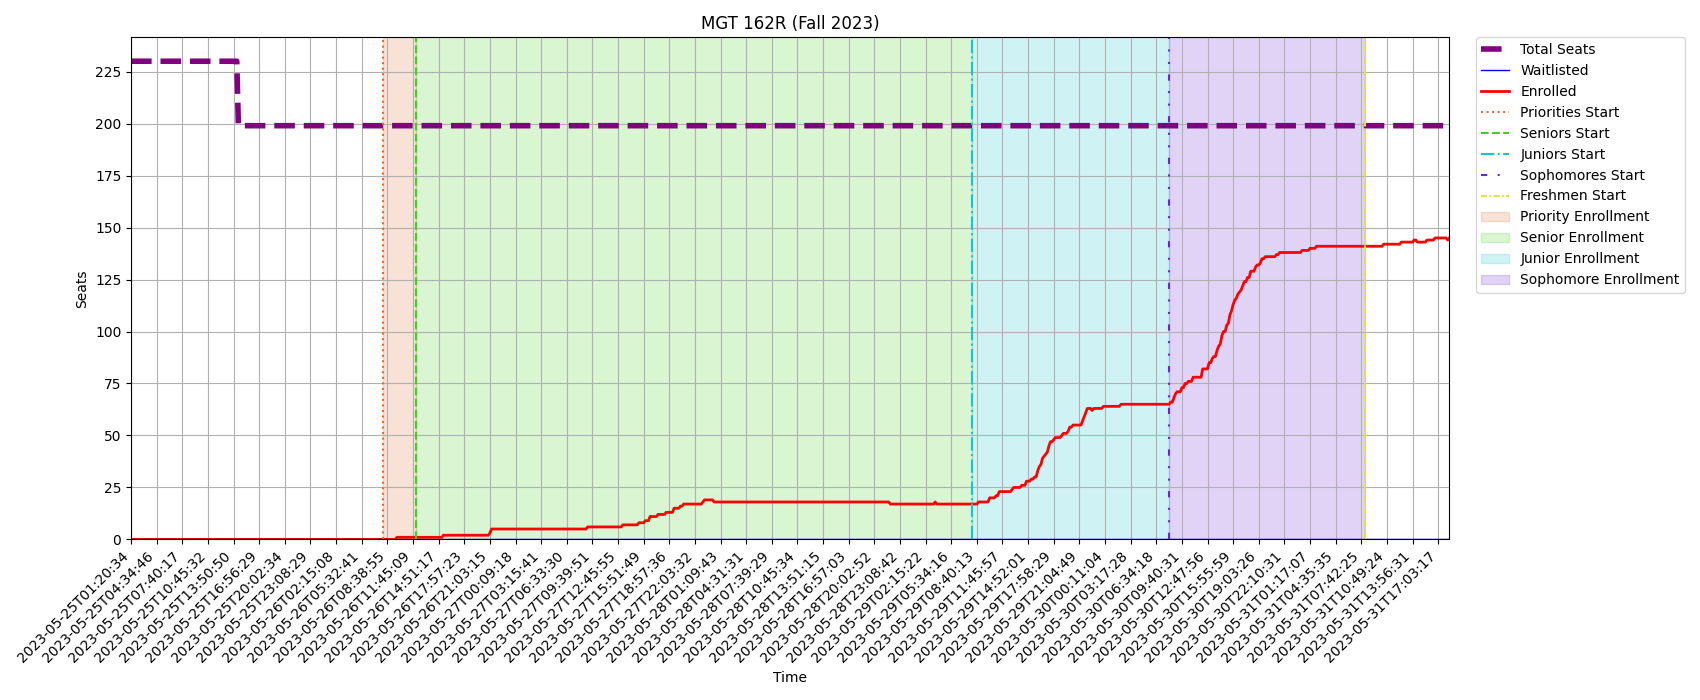 MGT 162R (Fall 2023)
Seats
225
200
175
150
125
100
75
50
25
0
2023-05-25T01:20:34
2023-05-25T04:34:46
2023-05-25T07:40:17
2023-05-25T10:45:32
2023-05-25T13:50:50
2023-05-25T16:56:29
2023-05-25T20:02:34
2023-05-25T23:08:29
2023-05-26T02:15:08
2023-05-26T05:32:41
2023-05-26T08:38:55
2023-05-26T11:45:09
2023-05-26T14:51:17
2023-05-26T17:57:23
2023-05-26T21:03:15
2023-05-27T00:09:18
2023-05-27T03:15:41
2023-05-27T06:33:30
2023-05-27T09:39:51
2023-05-27T12:45:55
2023-05-27T15:51:49
2023-05-27T18:57:36
2023-05-27T22:03:32
2023-05-28T01:09:43
2023-05-28T04:31:31
2023-05-28T07:39:29
2023-05-28T10:45:34
2023-05-28T13:51:15
2023-05-28T16:57:03
2023-05-28T20:02:52
2023-05-28T23:08:42
2023-05-29T02:15:22
2023-05-29T05:34:16
2023-05-29T08:40:13
2023-05-29T11:45:57
2023-05-29T14:52:01
2023-05-29T17:58:29
2023-05-29T21:04:49
2023-05-30T00:11:04
2023-05-30T03:17:28
2023-05-30T06:34:18
2023-05-30T09:40:31
2023-05-30T12:47:56
2023-05-30T15:55:59
2023-05-30T19:03:26
2023-05-30T22:10:31
2023-05-31T01:17:07
2023-05-31T04:35:35
2023-05-31T07:42:25
2023-05-31T10:49:24
2023-05-31T13:56:31
2023-05-31T17:03:17
Time
Total Seats
Waitlisted
Enrolled
Priorities Start
Seniors Start
Juniors Start
Sophomores Start
Freshmen Start
Priority Enrollment
Senior Enrollment
Junior Enrollment
Sophomore Enrollment